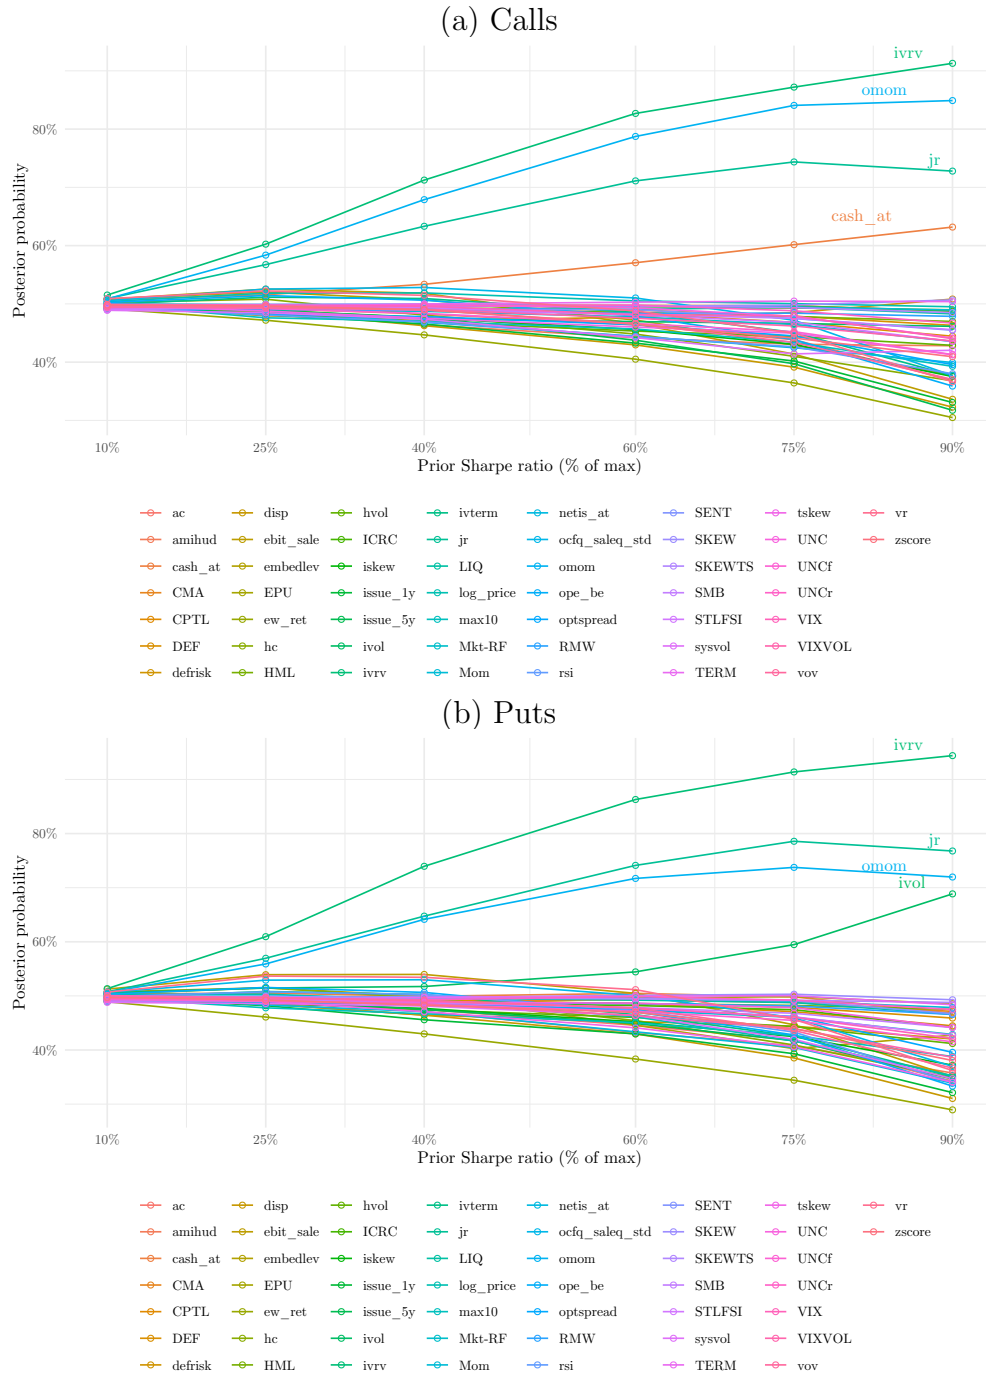 (a) Calls
ivrv
omom
80%
jr
cash_at
60%
40%
Posterior probability
10% 25% 40% 60% 75% 90%
Prior Sharpe ratio (% of max)
ac disp hvol ivterm netis_at SENT tskew vr
amihud ebit_sale ICRC jr ocfq_saleq_std SKEW UNC zscore
cash_at embedlev iskew LIQ omom SKEWTS UNCf
CMA EPU issue_1y log_price ope_be SMB UNCr
CPTL ew_ret issue_5y max10 optspread STLFSI VIX
DEF hc ivol Mkt-RF RMW sysvol VIXVOL
defrisk HML ivrv Mom rsi TERM vov
(b) Puts
ivrv
80%
jr
omom
ivol
60%
40%
Posterior probability
10% 25% 40% 60% 75% 90%
Prior Sharpe ratio (% of max)
ac disp hvol ivterm netis_at SENT tskew vr
amihud ebit_sale ICRC jr ocfq_saleq_std SKEW UNC zscore
cash_at embedlev iskew LIQ omom SKEWTS UNCf
CMA EPU issue_1y log_price ope_be SMB UNCr
CPTL ew_ret issue_5y max10 optspread STLFSI VIX
DEF hc ivol Mkt-RF RMW sysvol VIXVOL
defrisk HML ivrv Mom rsi TERM vov